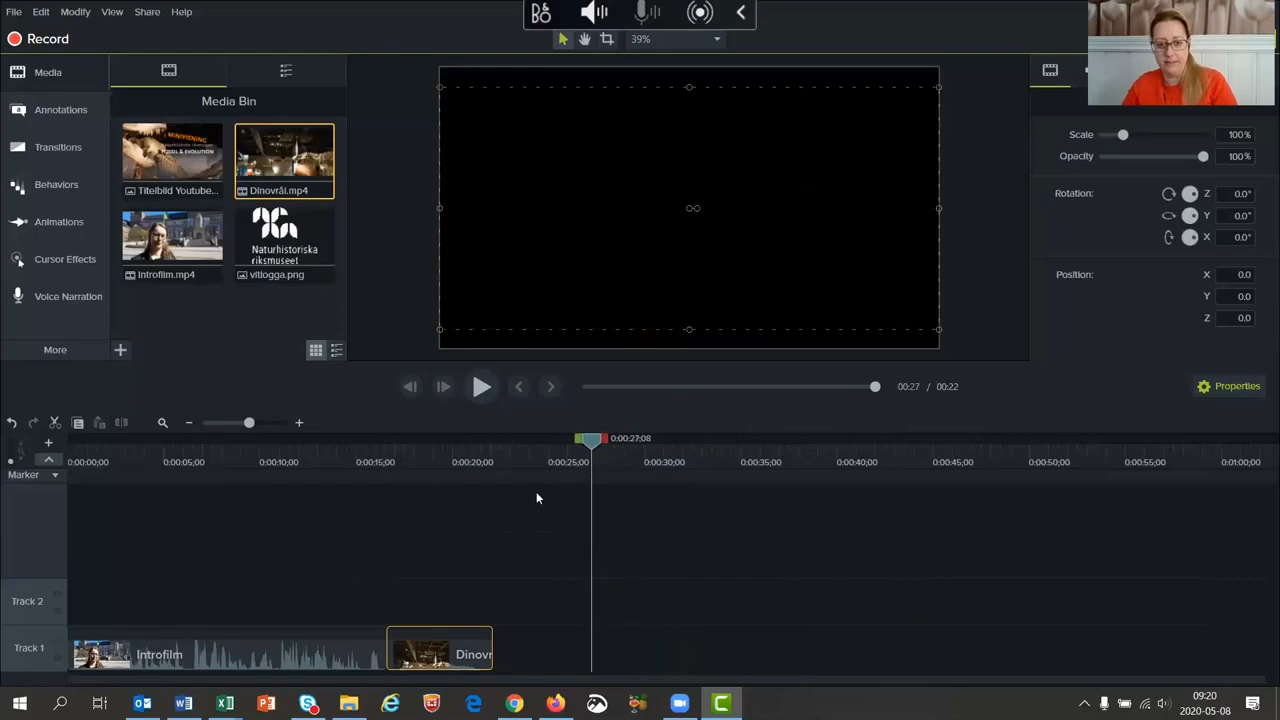 File Edit Modify View Share Help
Record
39%
Media
Annotations
Transitions
Behaviors
Animations
Cursor Effects
Voice Narration
More
Media Bin
MINIVISNING
FOSSIL & EVOLUTION
Titelbild Youtube...
Dinovrål.mp4
Introfilm.mp4
Naturhistoriska
riksmuseet
vitlogga.png
Scale 100%
Opacity 100%
Rotation: Z 0.0°
Y 0.0°
X 0.0°
Position: X 0.0
Y 0.0
Z 0.0
00:27 / 00:22
Properties
0:00:27;08
0:00:00;00 0:00:05;00 0:00:10;00 0:00:15;00 0:00:20;00 0:00:25;00 0:00:30;00 0:00:35;00 0:00:40;00 0:00:45;00 0:00:50;00 0:00:55;00 0:01:00;00
Marker
Track 2
Track 1
Introfilm
Dinovr
09:20
2020-05-08